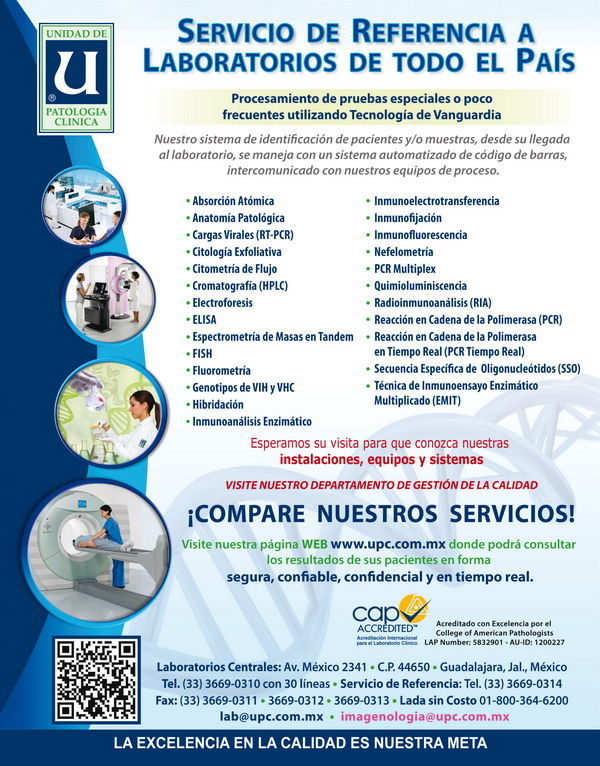 UNIDAD DE
U
®
PATOLOGIA
CLINICA
SERVICIO DE REFERENCIA A
LABORATORIOS DE TODO EL PAÍS
Procesamiento de pruebas especiales o poco
frecuentes utilizando Tecnología de Vanguardia
Nuestro sistema de identificación de pacientes y/o muestras, desde su llegada
al laboratorio, se maneja con un sistema automatizado de código de barras,
intercomunicado con nuestros equipos de proceso.
• Absorción Atómica
• Anatomía Patológica
• Cargas Virales (RT-PCR)
• Citología Exfoliativa
• Citometría de Flujo
• Cromatografía (HPLC)
• Electroforesis
• ELISA
• Espectrometría de Masas en Tandem
• FISH
• Fluorometría
• Genotipos de VIH y VHC
• Hibridación
• Inmunoanálisis Enzimático
• Inmunoelectrotransferencia
• Inmunofijación
• Inmunofluorescencia
• Nefelometría
• PCR Multiplex
• Quimioluminiscencia
• Radioinmunoanálisis (RIA)
• Reacción en Cadena de la Polimerasa (PCR)
• Reacción en Cadena de la Polimerasa
en Tiempo Real (PCR Tiempo Real)
• Secuencia Específica de Oligonucleótidos (SSO)
• Técnica de Inmunoensayo Enzimático
Multiplicado (EMIT)
Esperamos su visita para que conozca nuestras
instalaciones, equipos y sistemas
VISITE NUESTRO DEPARTAMENTO DE GESTIÓN DE LA CALIDAD
¡COMPARE NUESTROS SERVICIOS!
Visite nuestra página WEB www.upc.com.mx donde podrá consultar
los resultados de sus pacientes en forma
segura, confiable, confidencial y en tiempo real.
cap
ACCREDITED™
Acreditación Internacional
para el Laboratorio Clínico
Acreditado con Excelencia por el
College of American Pathologists
LAP Number: 5832901 - AU-ID: 1200227
Laboratorios Centrales: Av. México 2341 • C.P. 44650 • Guadalajara, Jal., México
Tel. (33) 3669-0310 con 30 líneas • Servicio de Referencia: Tel. (33) 3669-0314
Fax: (33) 3669-0311 • 3669-0312 • 3669-0313 • Lada sin Costo 01-800-364-6200
lab@upc.com.mx • imagenologia@upc.com.mx
LA EXCELENCIA EN LA CALIDAD ES NUESTRA META